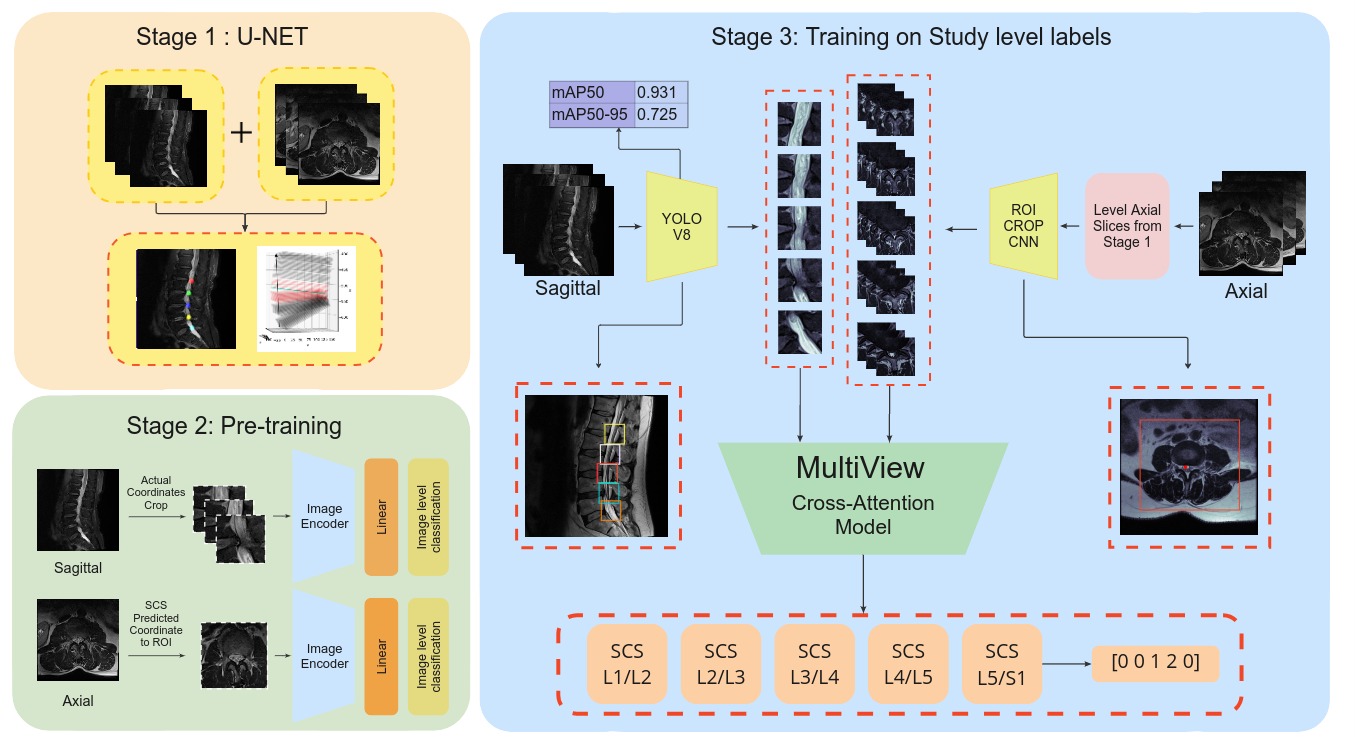 Stage 1 : U-NET
+
Stage 2: Pre-training
Actual
Coordinates
Crop
Sagittal
Image
Encoder
Linear
Image level
classification
SCS
Predicted
Coordinate
to ROI
Axial
Image
Encoder
Linear
Image level
classification
Stage 3: Training on Study level labels
mAP50 0.931
mAP50-95 0.725
Sagittal
YOLO
V8
ROI
CROP
CNN
Level Axial
Slices from
Stage 1
Axial
MultiView
Cross-Attention
Model
SCS
L1/L2
SCS
L2/L3
SCS
L3/L4
SCS
L4/L5
SCS
L5/S1
[0 0 1 2 0]